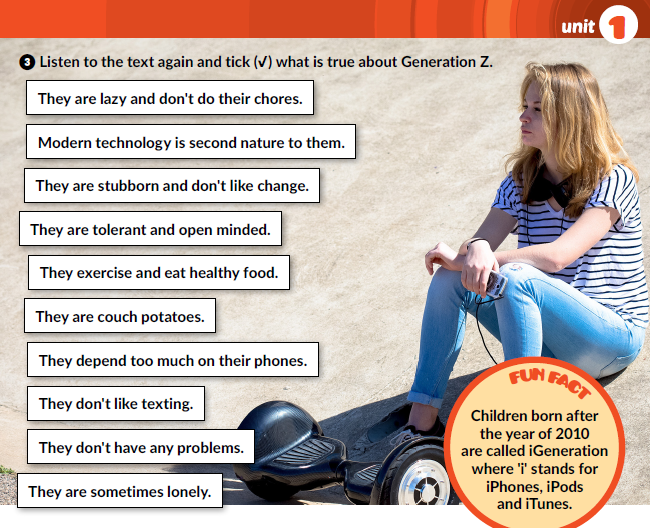 unit 1
3 Listen to the text again and tick (✓) what is true about Generation Z.
They are lazy and don't do their chores.
Modern technology is second nature to them.
They are stubborn and don't like change.
They are tolerant and open minded.
They exercise and eat healthy food.
They are couch potatoes.
They depend too much on their phones.
They don't like texting.
They don't have any problems.
They are sometimes lonely.
FUN FACT
Children born after
the year of 2010
are called iGeneration
where 'i' stands for
iPhones, iPods
and iTunes.